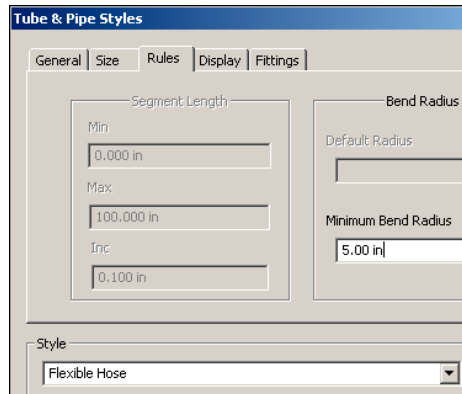 Tube & Pipe Styles
General Size Rules Display Fittings
Segment Length
Min
0.000 in
Max
100.000 in
Inc
0.100 in
Bend Radius
Default Radius
Minimum Bend Radius
5.00 in
Style
Flexible Hose